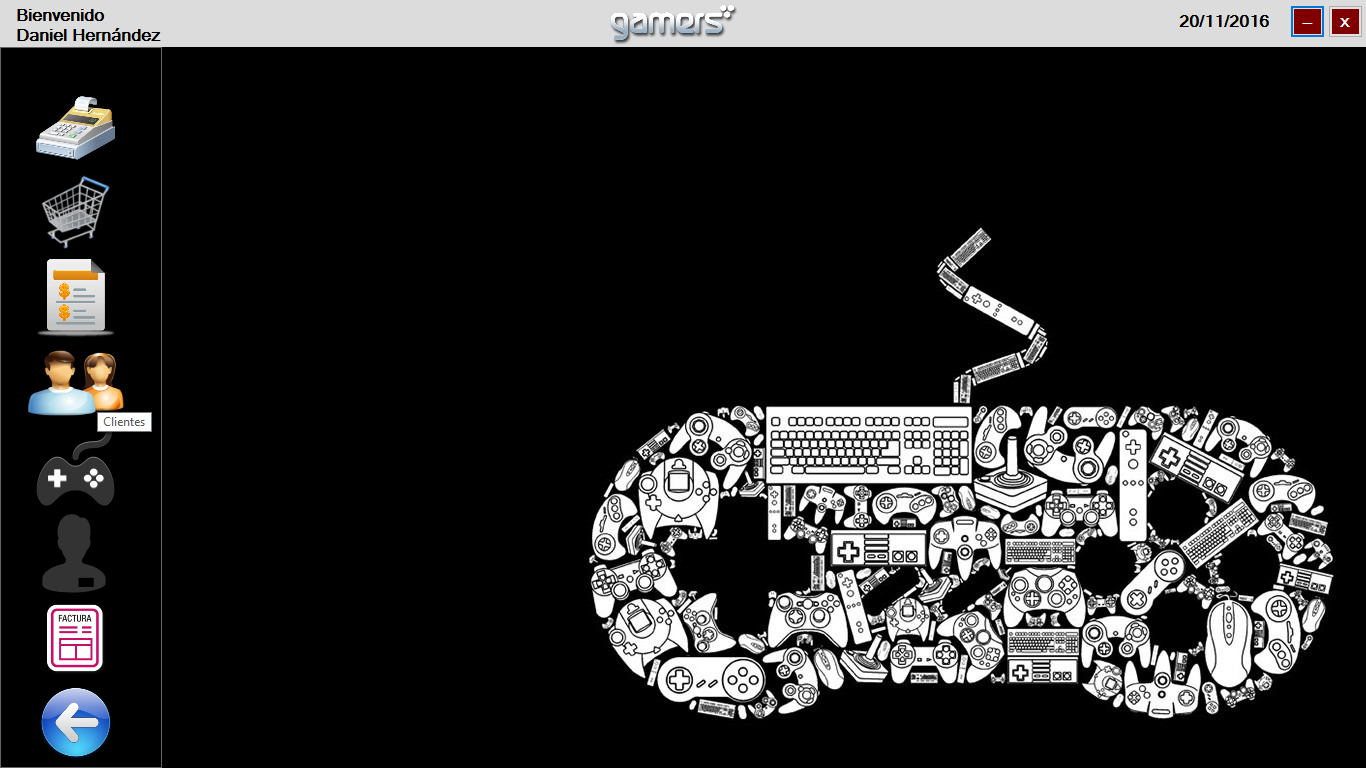 Bienvenido
Daniel Hernández
gamers
20/11/2016
X
Clientes
FACTURA